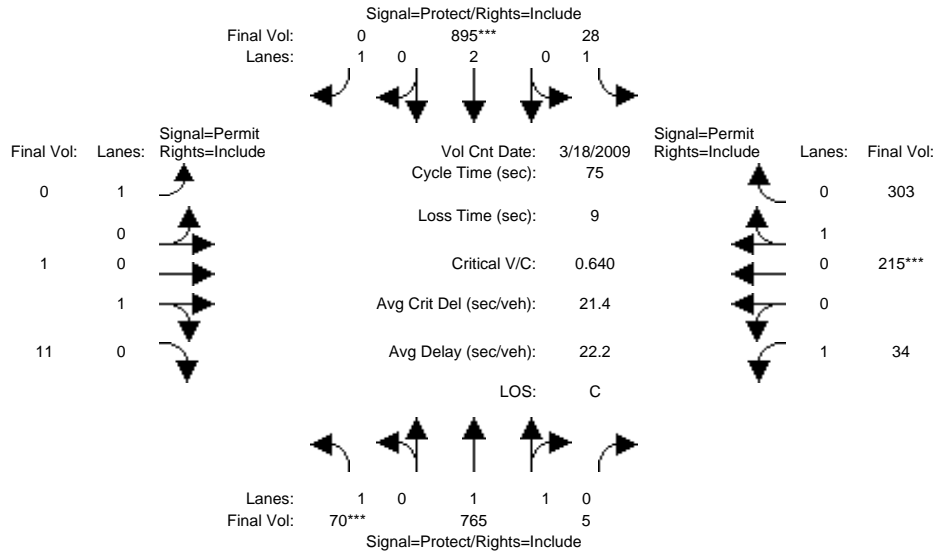 Signal=Protect/Rights=Include
Final Vol: 0 895*** 28
Lanes: 1 0 2 0 1
Signal=Permit Signal=Permit
Final Vol: Lanes: Rights=Include Vol Cnt Date: 3/18/2009 Rights=Include Lanes: Final Vol:
Cycle Time (sec): 75
0 1 0 303
Loss Time (sec): 9
0 1
1 0 Critical V/C: 0.640 0 215***
1 Avg Crit Del (sec/veh): 21.4 0
11 0 Avg Delay (sec/veh): 22.2 1 34
LOS: C
Lanes: 1 0 1 1 0
Final Vol: 70*** 765 5
Signal=Protect/Rights=Include